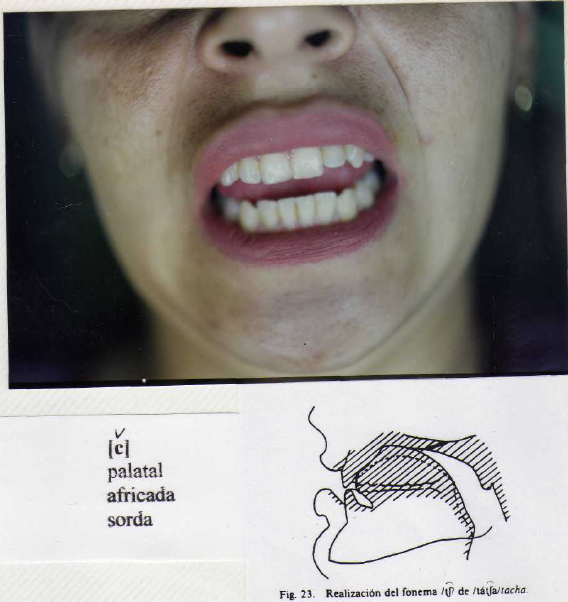 [č]
palatal
africada
sorda
Fig. 23. Realización del fonema /t͡ʃ/ de /tát͡ʃa/ tacha.